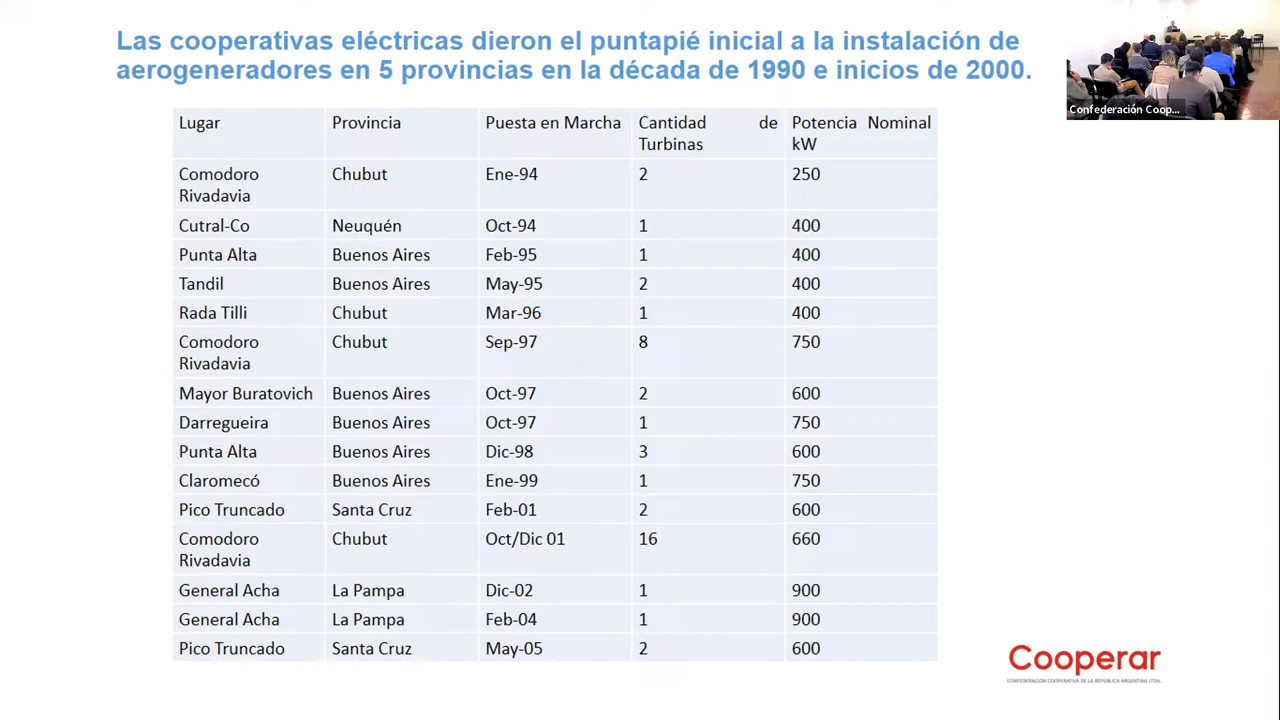 Las cooperativas eléctricas dieron el puntapié inicial a la instalación de
aerogeneradores en 5 provincias en la década de 1990 e inicios de 2000.
Confederación Coop...
Lugar Provincia Puesta en Marcha Cantidad de Turbinas Potencia Nominal kW
Comodoro Rivadavia Chubut Ene-94 2 250
Cutral-Co Neuquén Oct-94 1 400
Punta Alta Buenos Aires Feb-95 1 400
Tandil Buenos Aires May-95 2 400
Rada Tilli Chubut Mar-96 1 400
Comodoro Rivadavia Chubut Sep-97 8 750
Mayor Buratovich Buenos Aires Oct-97 2 600
Darregueira Buenos Aires Oct-97 1 750
Punta Alta Buenos Aires Dic-98 3 600
Claromecó Buenos Aires Ene-99 1 750
Pico Truncado Santa Cruz Feb-01 2 600
Comodoro Rivadavia Chubut Oct/Dic 01 16 660
General Acha La Pampa Dic-02 1 900
General Acha La Pampa Feb-04 1 900
Pico Truncado Santa Cruz May-05 2 600
Cooperar
CONFEDERACIÓN COOPERATIVA DE LA REPÚBLICA ARGENTINA LTDA.